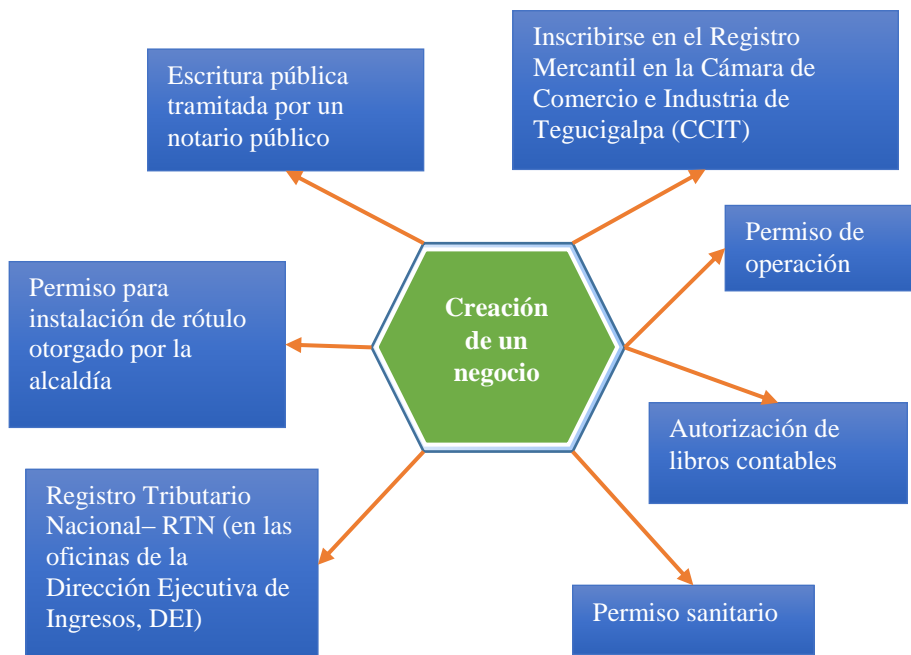 Escritura pública
tramitada por un
notario público
Inscribirse en el Registro
Mercantil en la Cámara de
Comercio e Industria de
Tegucigalpa (CCIT)
Permiso de
operación
Permiso para
instalación de rótulo
otorgado por la
alcaldía
Creación
de un
negocio
Autorización de
libros contables
Registro Tributario
Nacional– RTN (en las
oficinas de la
Dirección Ejecutiva de
Ingresos, DEI)
Permiso sanitario